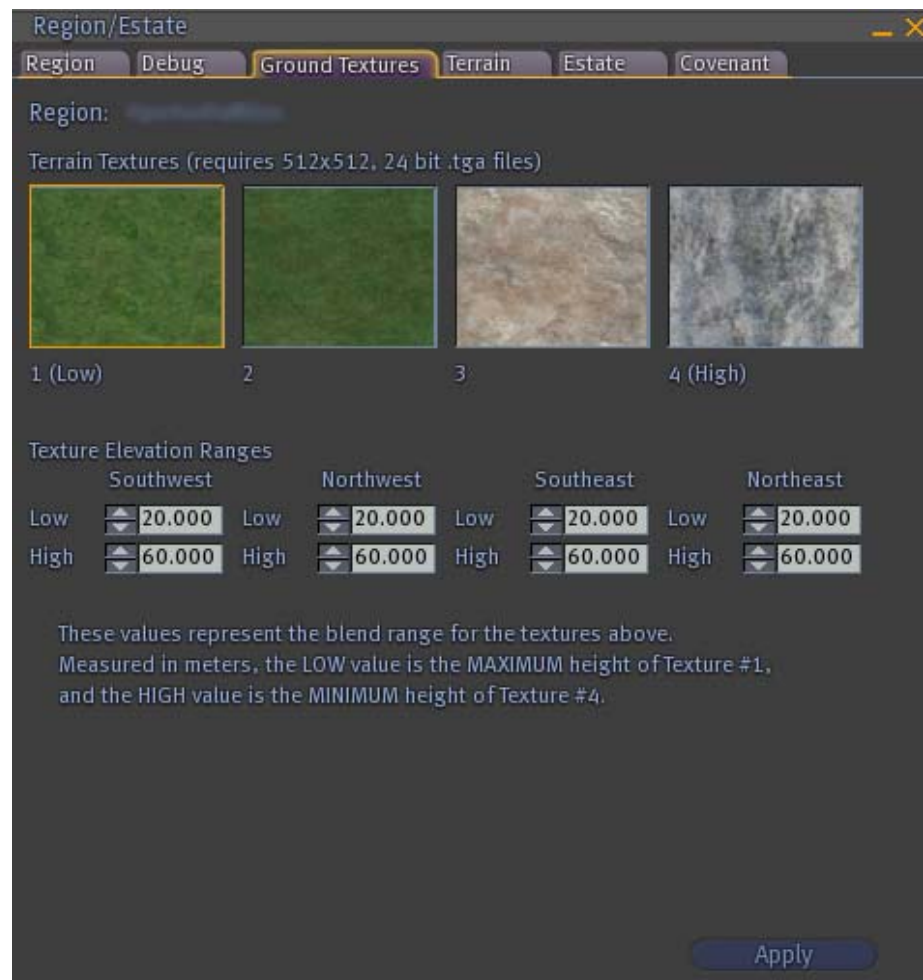 Region/Estate
Region Debug Ground Textures Terrain Estate Covenant
Region:
Terrain Textures (requires 512x512, 24 bit .tga files)
1 (Low) 2 3 4 (High)
Texture Elevation Ranges
Southwest Northwest Southeast Northeast
Low 20.000 Low 20.000 Low 20.000 Low 20.000
High 60.000 High 60.000 High 60.000 High 60.000
These values represent the blend range for the textures above.
Measured in meters, the LOW value is the MAXIMUM height of Texture #1,
and the HIGH value is the MINIMUM height of Texture #4.
Apply